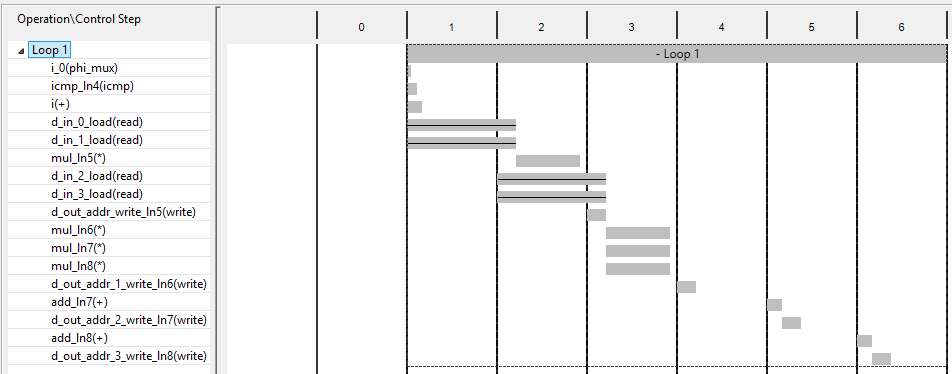 Operation\Control Step
0 1 2 3 4 5 6
Loop 1
- Loop 1
i_0(phi_mux)
icmp_ln4(icmp)
i(+)
d_in_0_load(read)
d_in_1_load(read)
mul_ln5(*)
d_in_2_load(read)
d_in_3_load(read)
d_out_addr_write_ln5(write)
mul_ln6(*)
mul_ln7(*)
mul_ln8(*)
d_out_addr_1_write_ln6(write)
add_ln7(+)
d_out_addr_2_write_ln7(write)
add_ln8(+)
d_out_addr_3_write_ln8(write)